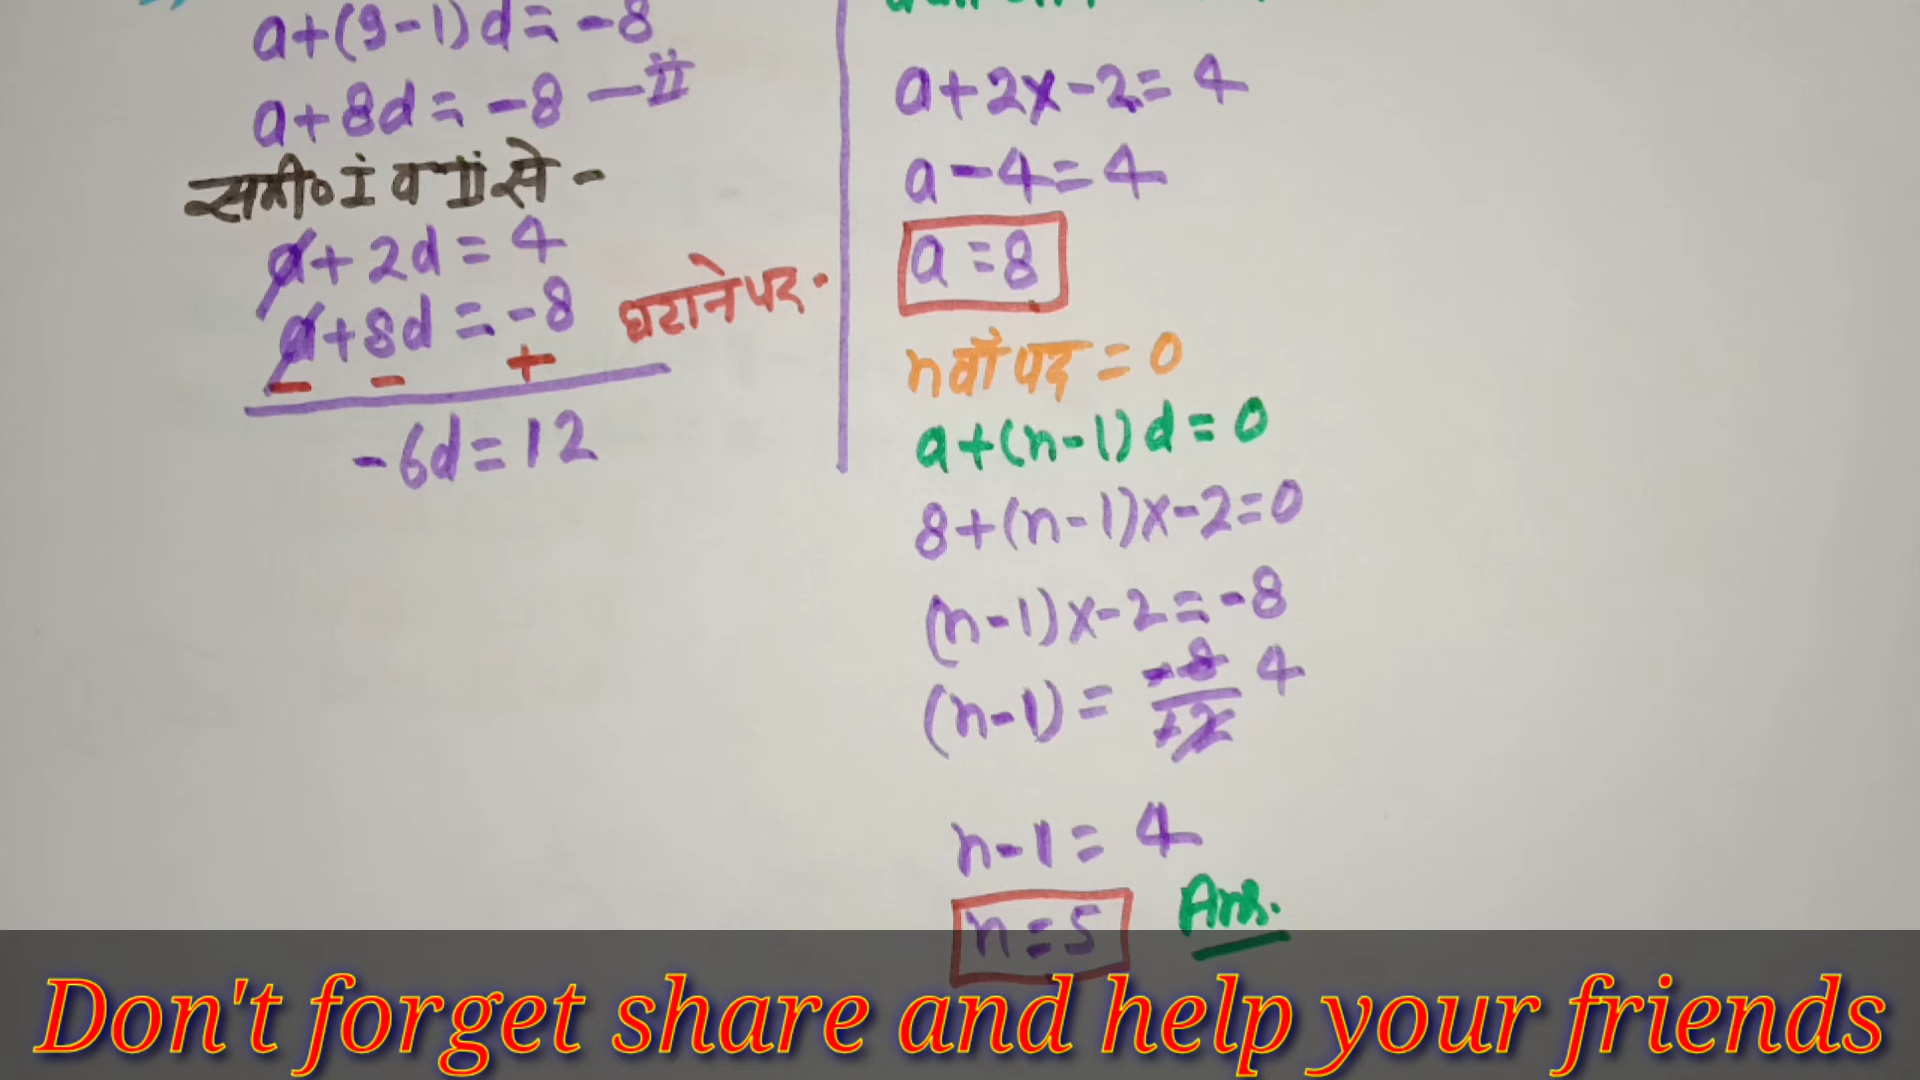 a+(9-1)d=-8
a+8d=-8 —II
समी० I व II से -
a+2d=4
a+8d=-8 घटाने पर.
- - +
-6d=12
a+2x-2=4
a-4=4
a=8
nवाँ पद = 0
a+(n-1)d=0
8+(n-1)x-2=0
(n-1)x-2=-8
(n-1)= -8/-2 4
n-1=4
n=5 Ans.
Don't forget share and help your friends